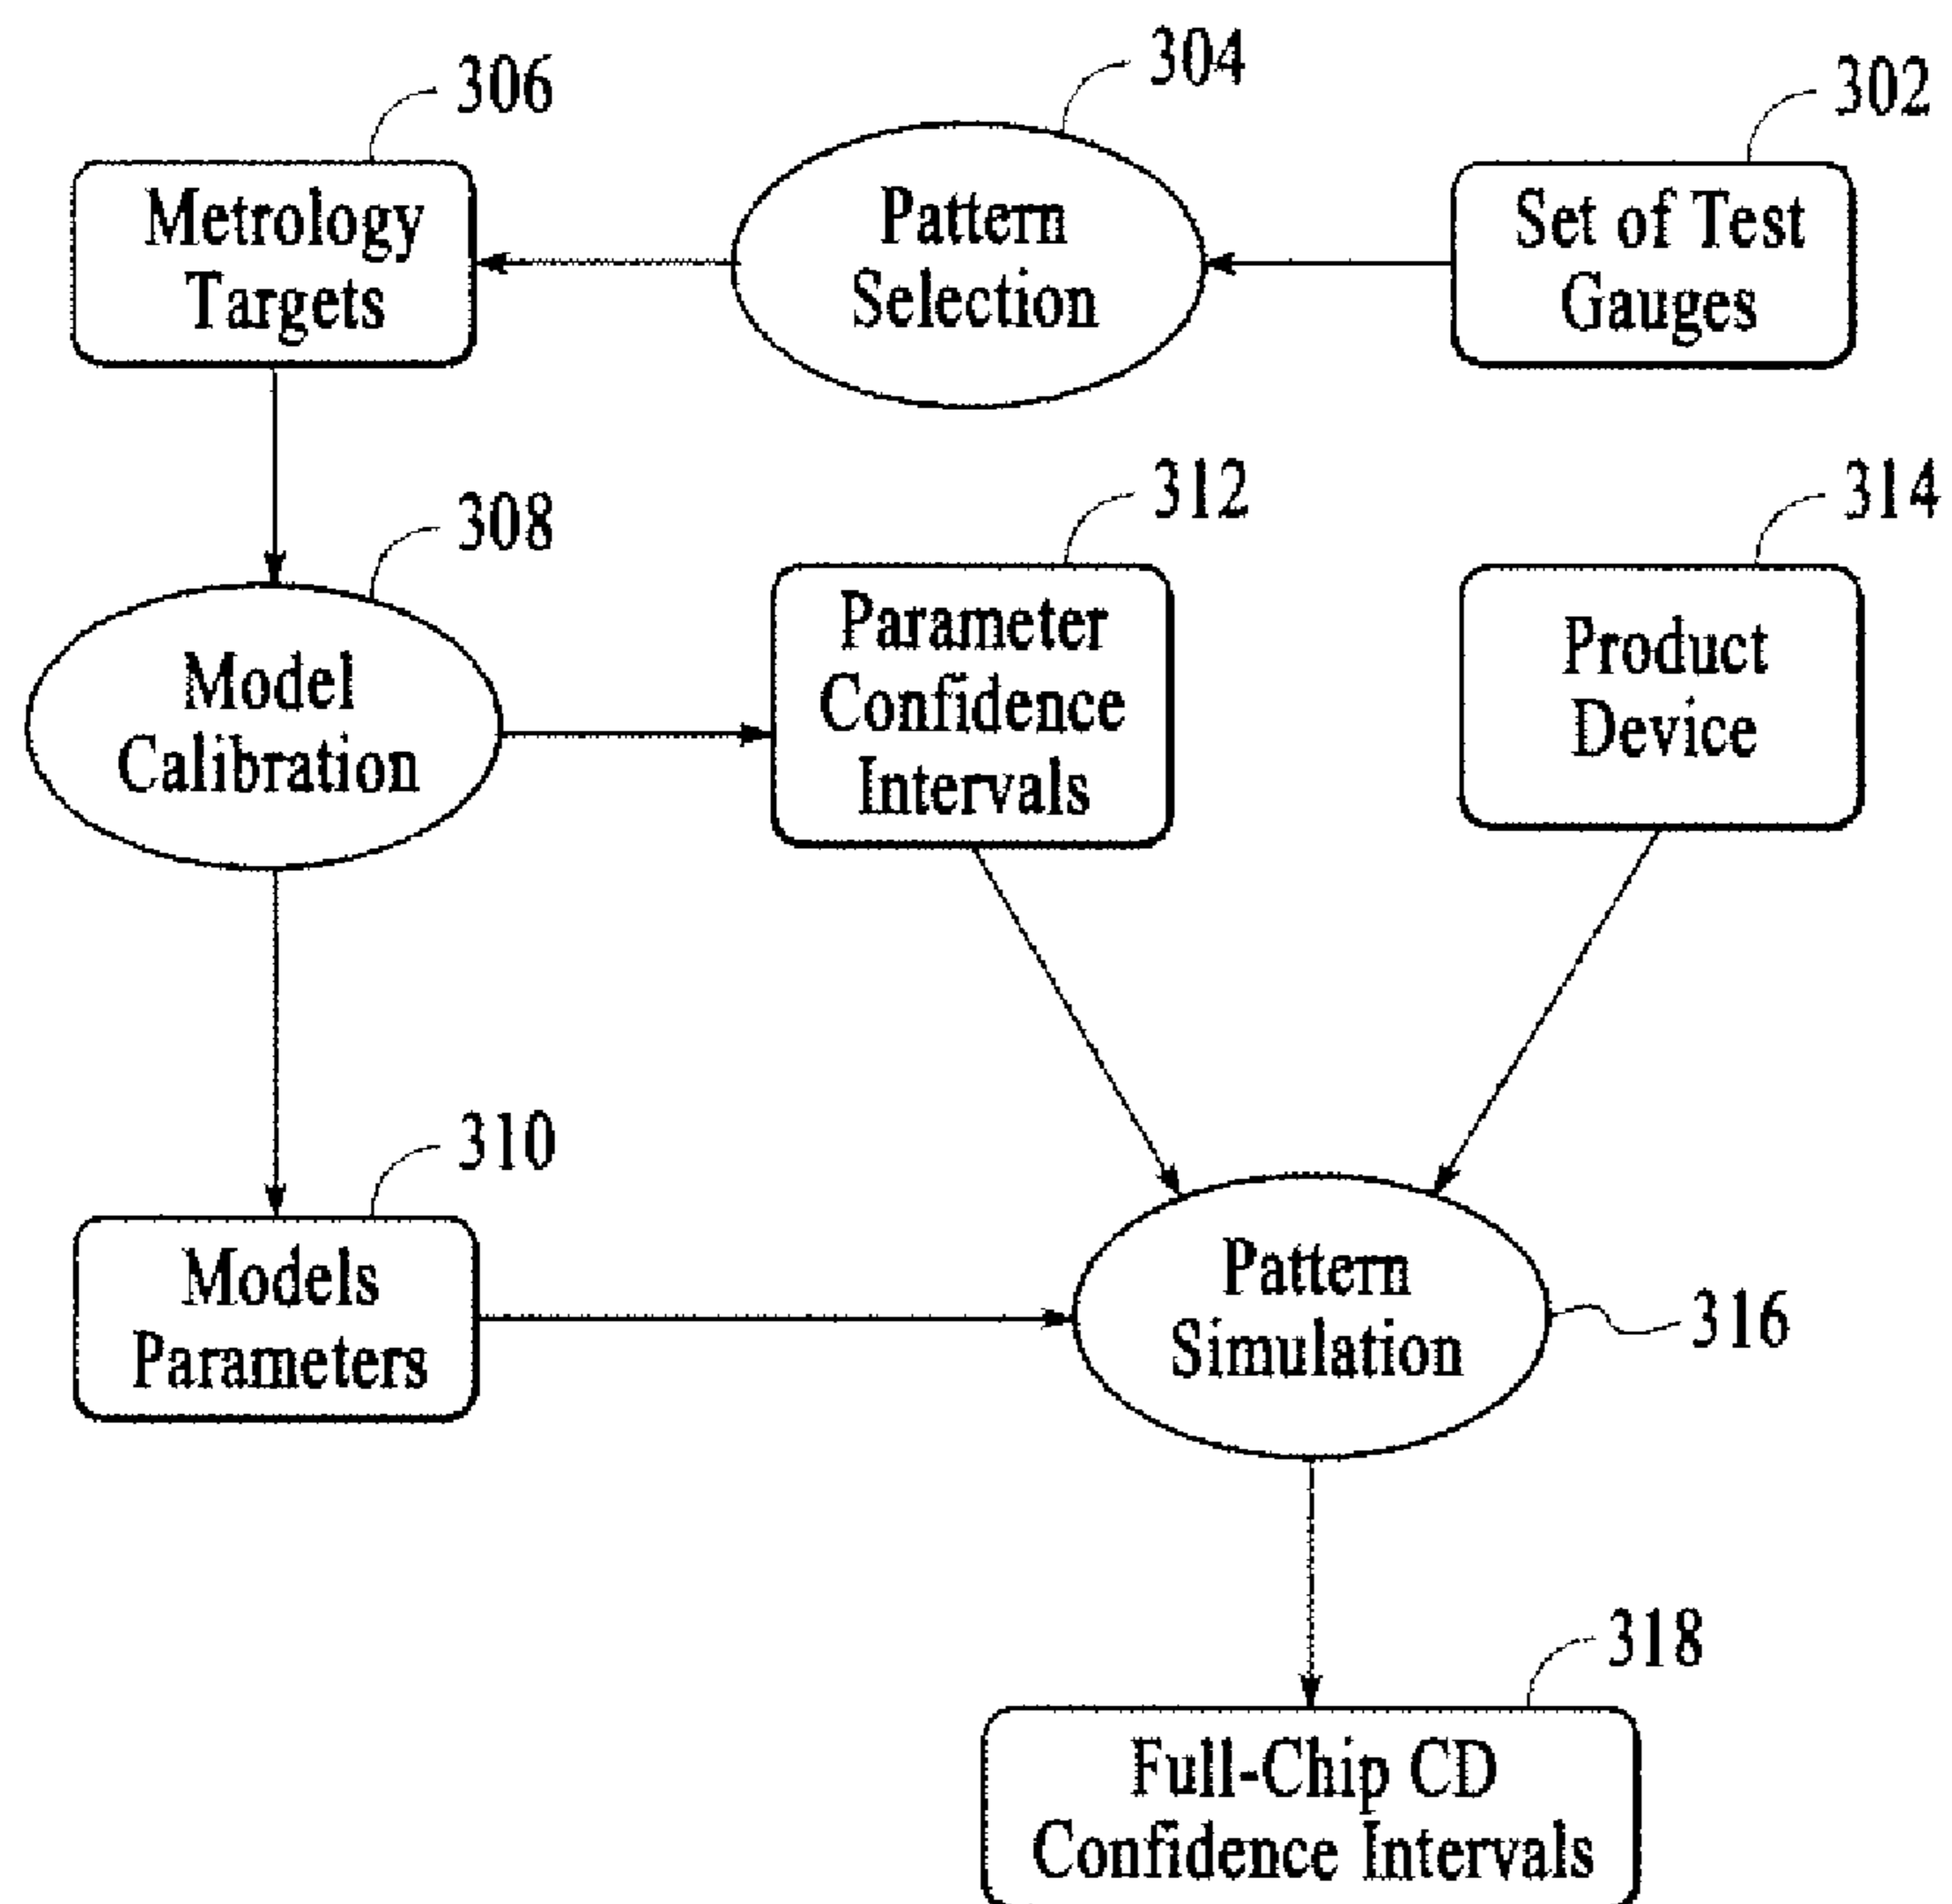 306
304
302
Metrology
Targets
Pattern
Selection
Set of Test
Gauges
308
312
314
Model
Calibration
Parameter
Confidence
Intervals
Product
Device
310
Models
Parameters
Pattern
Simulation
316
318
Full-Chip CD
Confidence Intervals